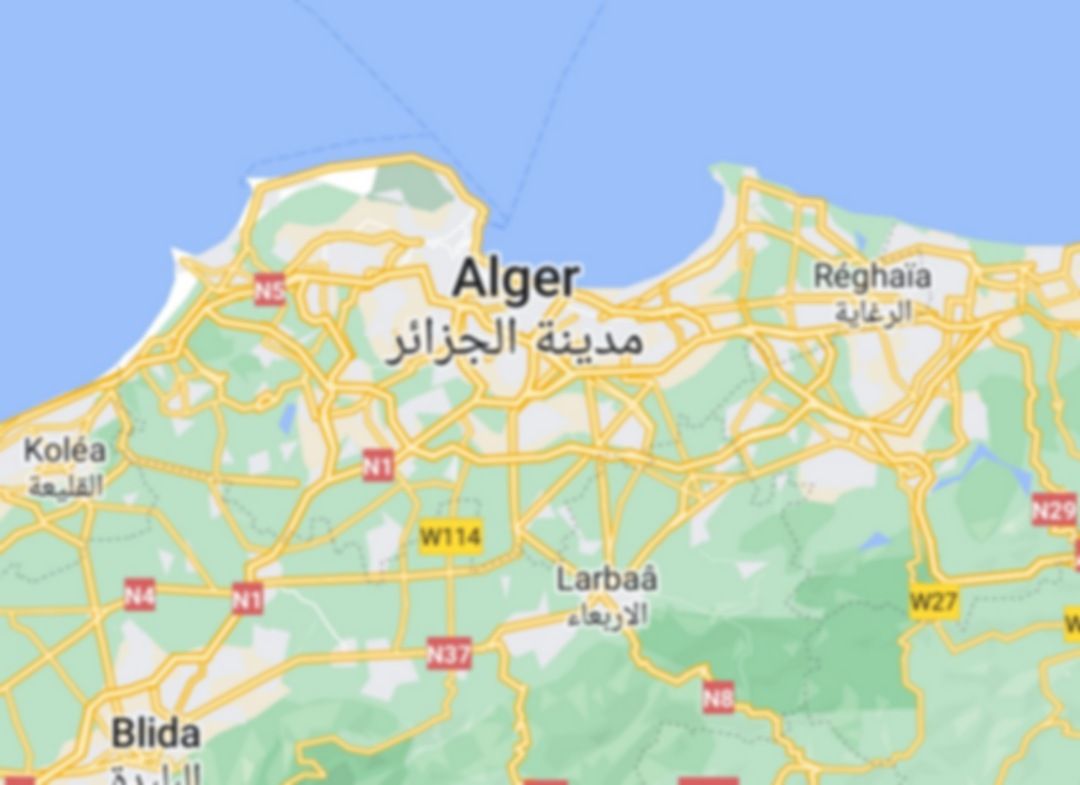 Alger
مدينة الجزائر
Réghaïa
الرغاية
N5
Koléa
القليعة
N1
N29
W114
Larbaâ
الاربعاء
N4
N1
W27
N37
N8
Blida
البليدة